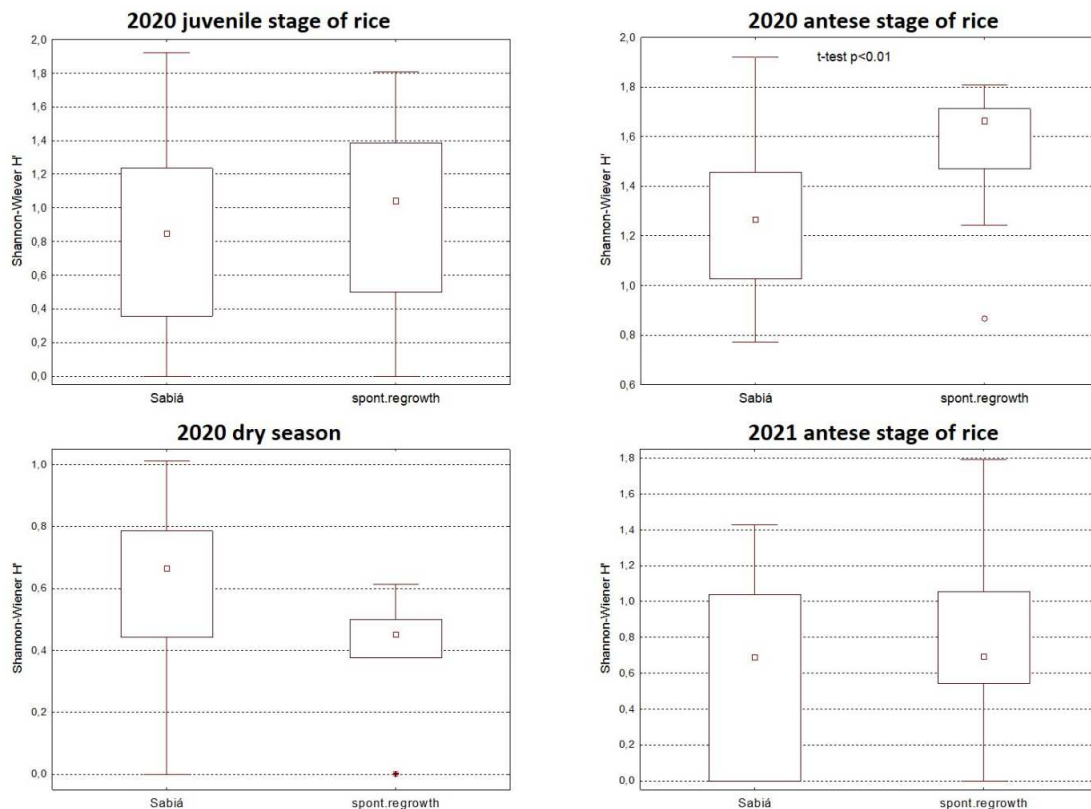 2020 juvenile stage of rice
2,0
1,8
1,6
1,4
1,2
1,0
0,8
0,6
0,4
0,2
0,0
Shannon-Wiever H'
Sabiá
spont.regrowth
2020 antese stage of rice
t-test p<0.01
2,0
1,8
1,6
1,4
1,2
1,0
0,8
0,6
Shannon-Wiever H'
Sabiá
spont.regrowth
2020 dry season
1,0
0,8
0,6
0,4
0,2
0,0
Shannon-Wiener H'
Sabiá
spont.regrowth
2021 antese stage of rice
1,8
1,6
1,4
1,2
1,0
0,8
0,6
0,4
0,2
0,0
Shannon-Wiener H'
Sabiá
spont.regrowth